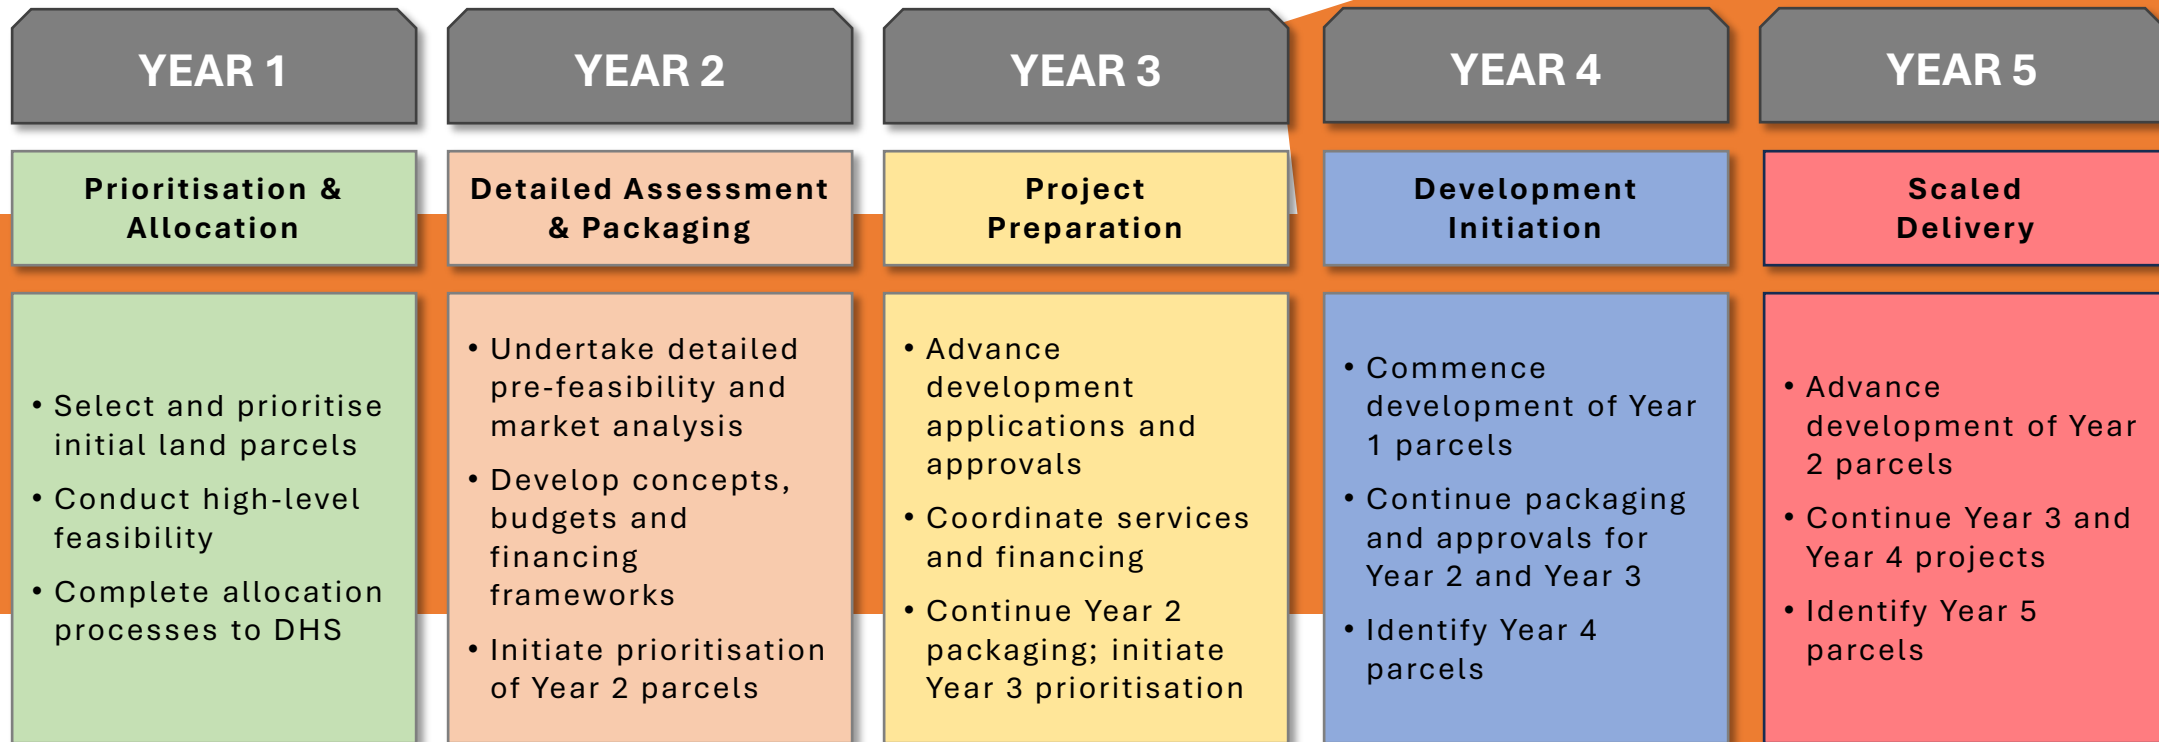 YEAR 1
Prioritisation &
Allocation
• Select and prioritise
initial land parcels
• Conduct high-level
feasibility
• Complete allocation
processes to DHS
YEAR 2
Detailed Assessment
& Packaging
• Undertake detailed
pre-feasibility and
market analysis
• Develop concepts,
budgets and
financing
frameworks
• Initiate prioritisation
of Year 2 parcels
YEAR 3
Project
Preparation
• Advance
development
applications and
approvals
• Coordinate services
and financing
• Continue Year 2
packaging; initiate
Year 3 prioritisation
YEAR 4
Development
Initiation
• Commence
development of Year
1 parcels
• Continue packaging
and approvals for
Year 2 and Year 3
• Identify Year 4
parcels
YEAR 5
Scaled
Delivery
• Advance
development of Year
2 parcels
• Continue Year 3 and
Year 4 projects
• Identify Year 5
parcels